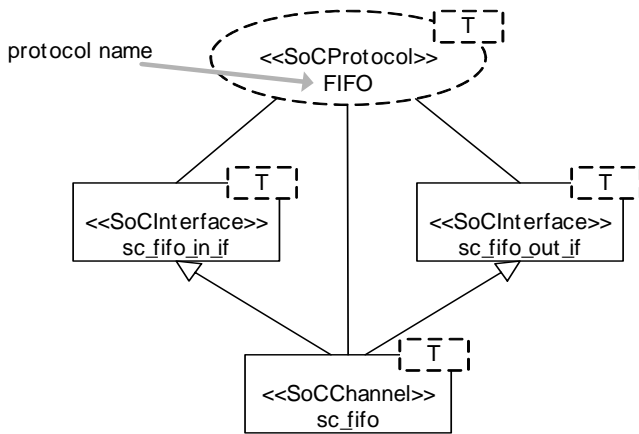 T
protocol name
<<SoCProtocol>>
FIFO
T
T
<<SoCInterface>>
sc_fifo_in_if
<<SoCInterface>>
sc_fifo_out_if
T
<<SoCChannel>>
sc_fifo